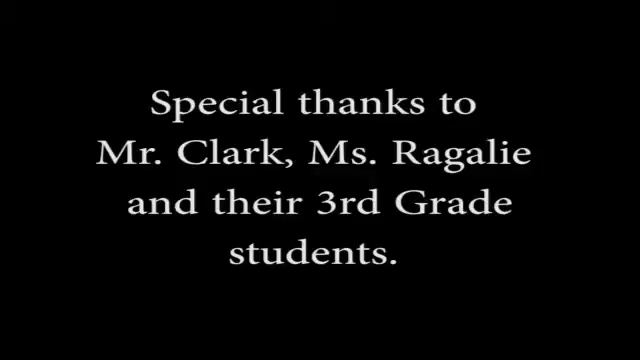 Special thanks to
Mr. Clark, Ms. Ragalie
and their 3rd Grade
students.